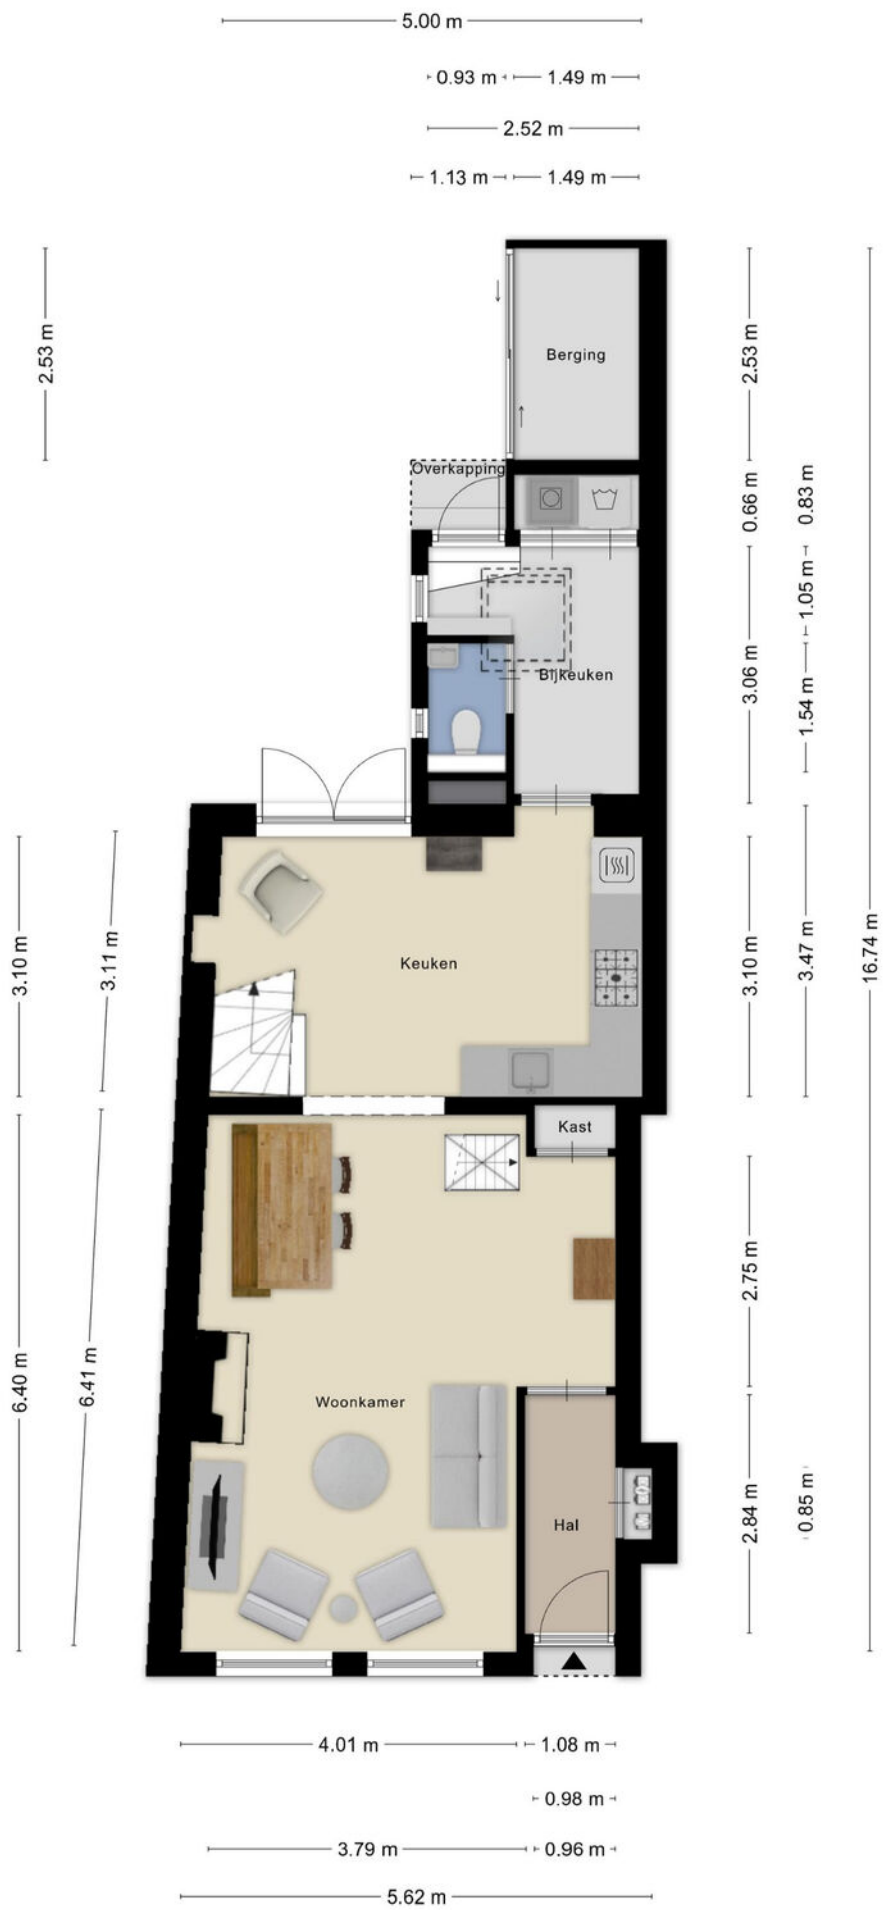 5.00 m
0.93 m
1.49 m
2.52 m
1.13 m
1.49 m
2.53 m
Berging
2.53 m
Overkapping
0.66 m
0.83 m
1.05 m
3.06 m
Bijkeuken
1.54 m
3.10 m
3.11 m
Keuken
3.10 m
3.47 m
16.74 m
Kast
2.75 m
6.40 m
6.41 m
Woonkamer
Hal
2.84 m
0.85 m
4.01 m
1.08 m
0.98 m
3.79 m
0.96 m
5.62 m